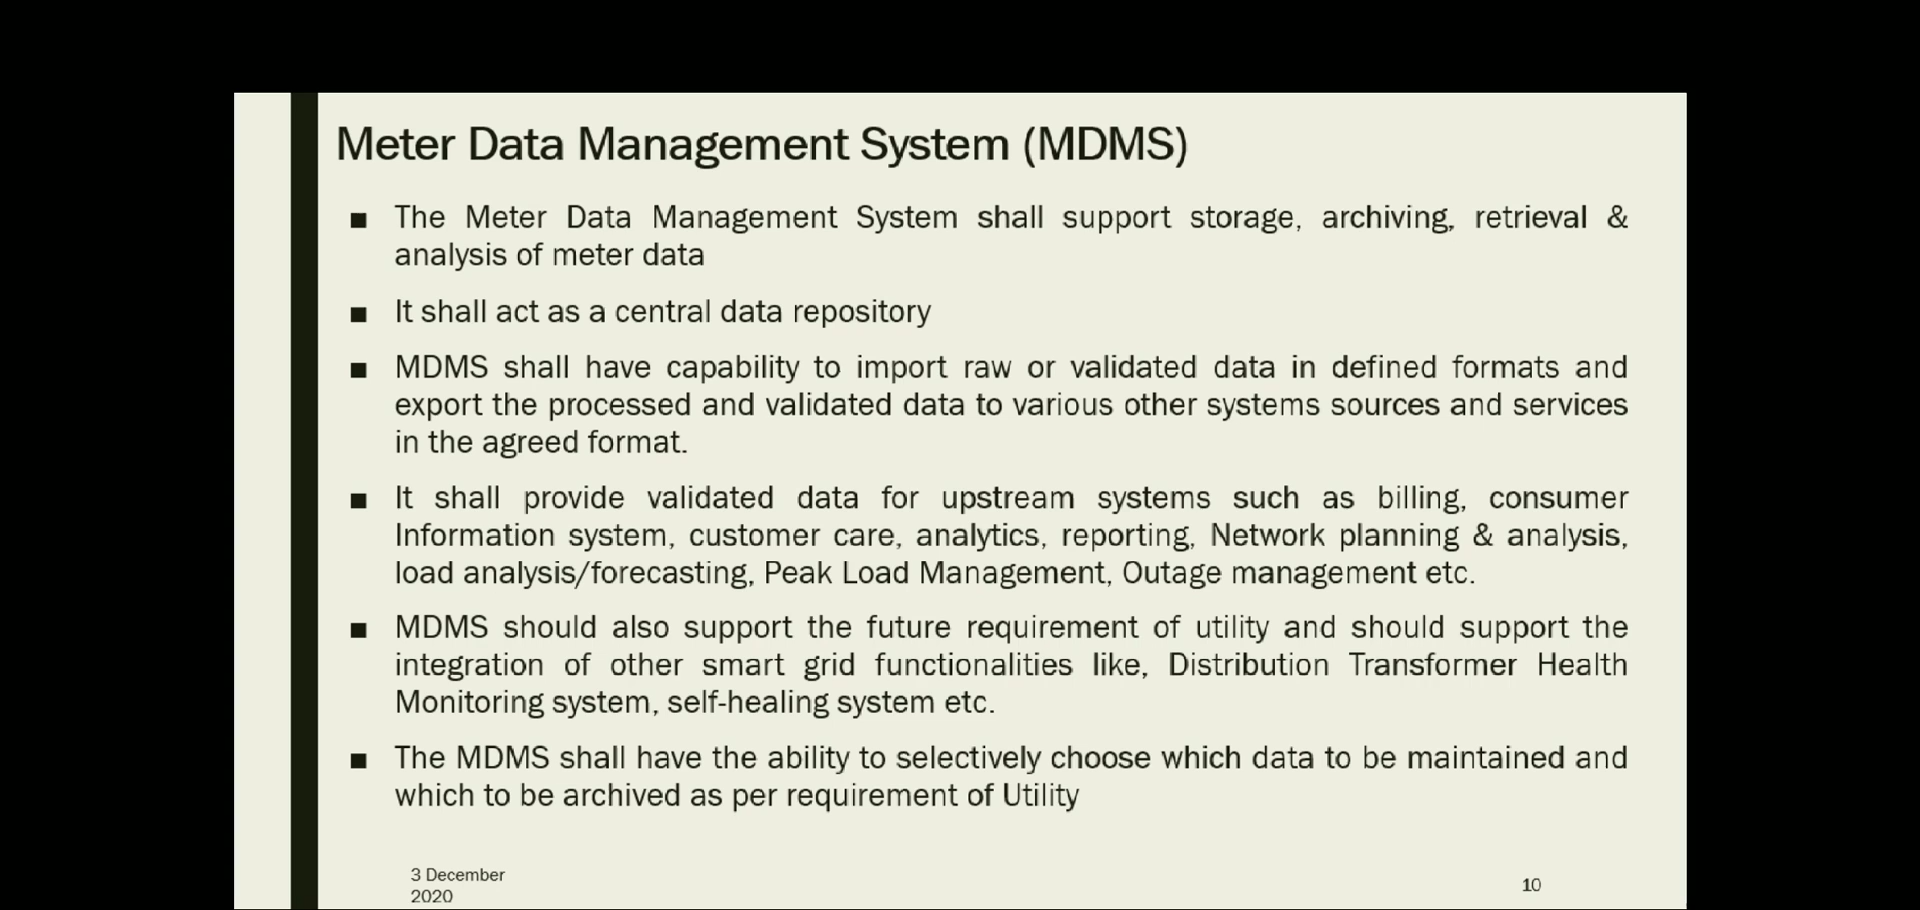 Meter Data Management System (MDMS)
■ The Meter Data Management System shall support storage, archiving, retrieval &
analysis of meter data
■ It shall act as a central data repository
■ MDMS shall have capability to import raw or validated data in defined formats and
export the processed and validated data to various other systems sources and services
in the agreed format.
■ It shall provide validated data for upstream systems such as billing, consumer
Information system, customer care, analytics, reporting, Network planning & analysis,
load analysis/forecasting, Peak Load Management, Outage management etc.
■ MDMS should also support the future requirement of utility and should support the
integration of other smart grid functionalities like, Distribution Transformer Health
Monitoring system, self-healing system etc.
■ The MDMS shall have the ability to selectively choose which data to be maintained and
which to be archived as per requirement of Utility
3 December
2020
10